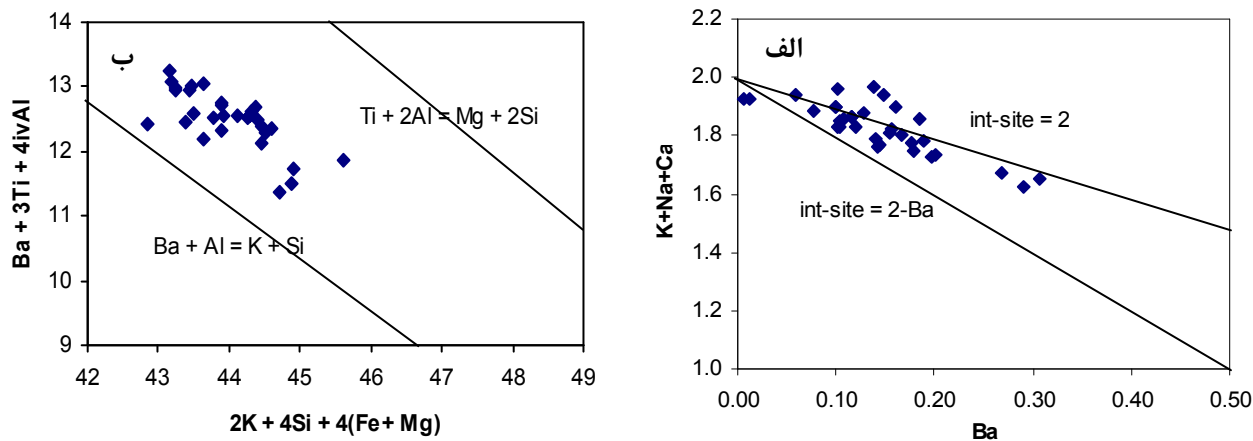 ب
14
13
12
11
10
9
Ba + 3Ti + 4ivAl
Ti + 2Al = Mg + 2Si
Ba + Al = K + Si
42 43 44 45 46 47 48 49
2K + 4Si + 4(Fe+ Mg)
الف
2.2
2.0
1.8
1.6
1.4
1.2
1.0
K+Na+Ca
int-site = 2
int-site = 2-Ba
0.00 0.10 0.20 0.30 0.40 0.50
Ba